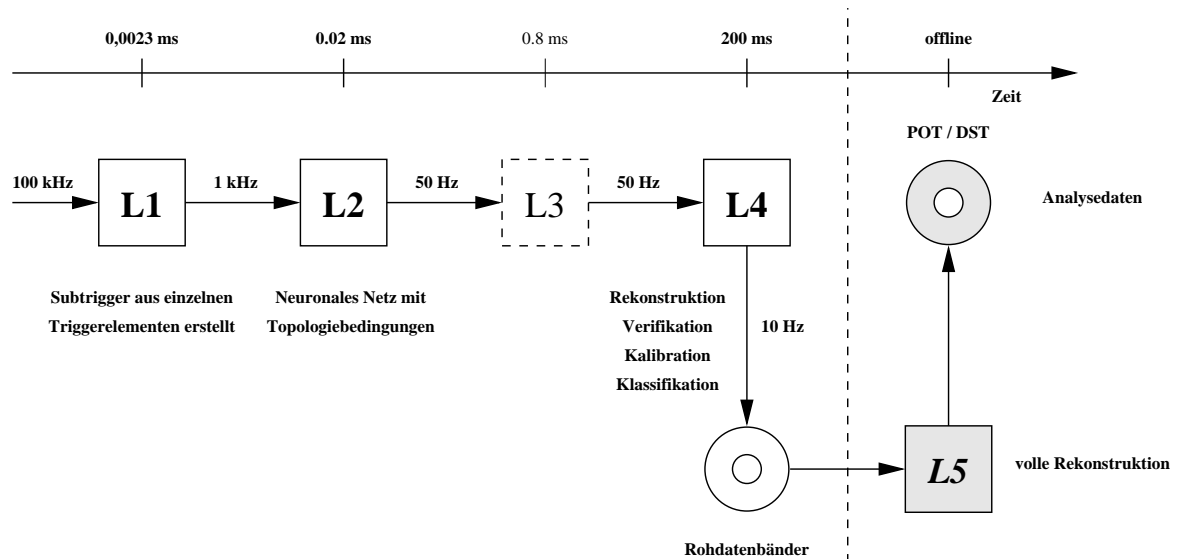 0,0023 ms
0.02 ms
0.8 ms
200 ms
offline
Zeit
POT / DST
100 kHz
L1
1 kHz
L2
50 Hz
L3
50 Hz
L4
Analysedaten
Subtrigger aus einzelnen
Triggerelementen erstellt
Neuronales Netz mit
Topologiebedingungen
Rekonstruktion
Verifikation
Kalibration
Klassifikation
10 Hz
L5
volle Rekonstruktion
Rohdatenbänder